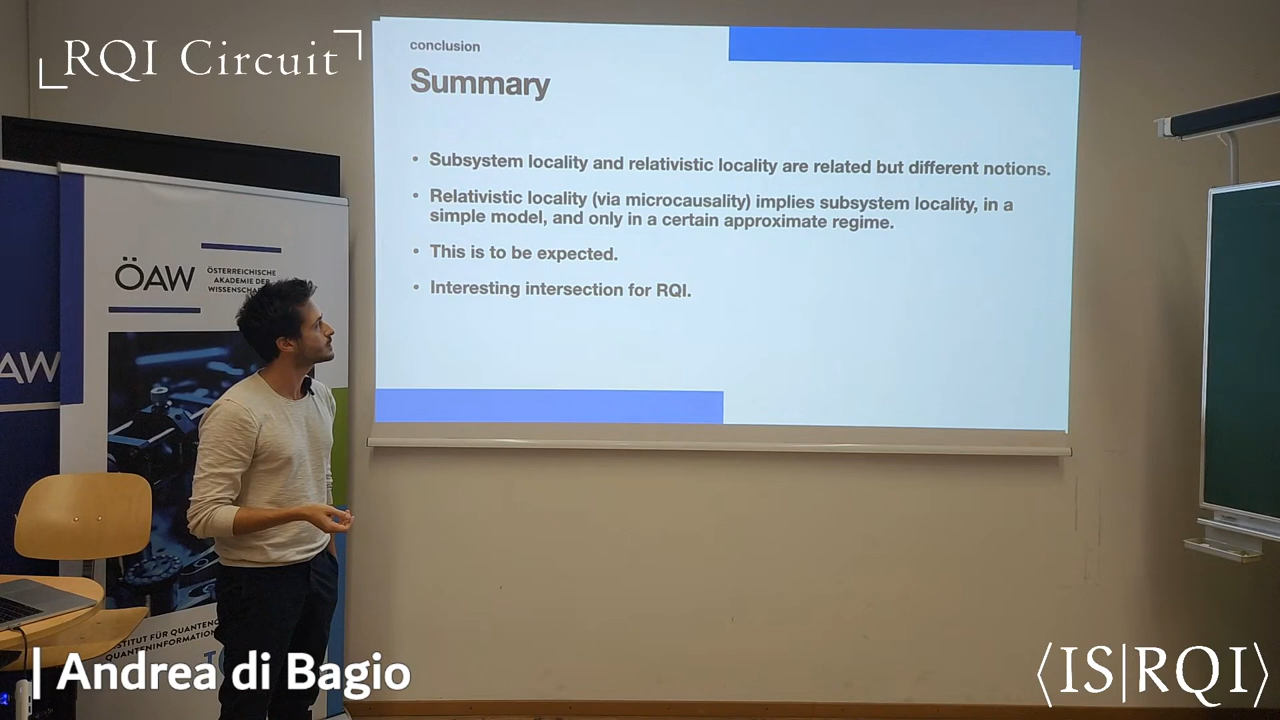 RQI Circuit
conclusion
Summary
• Subsystem locality and relativistic locality are related but different notions.
• Relativistic locality (via microcausality) implies subsystem locality, in a
simple model, and only in a certain approximate regime.
• This is to be expected.
• Interesting intersection for RQI.
ÖAW
ÖSTERREICHISCHE
AKADEMIE DER
AW
| Andrea di Bagio
⟨IS|RQI⟩